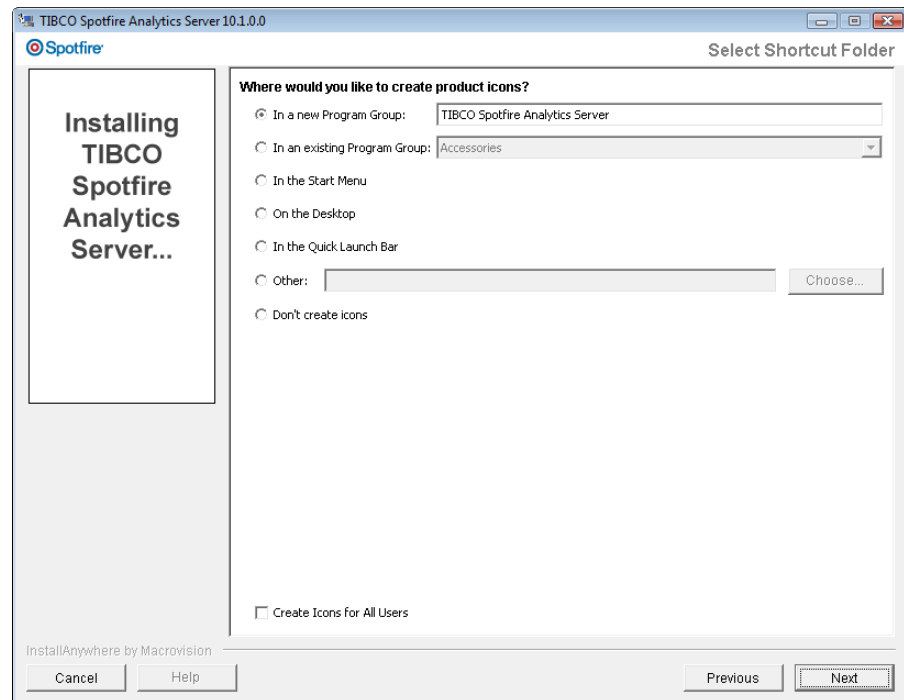 TIBCO Spotfire Analytics Server 10.1.0.0
Spotfire
Select Shortcut Folder
Installing
TIBCO
Spotfire
Analytics
Server...
Where would you like to create product icons?
In a new Program Group: TIBCO Spotfire Analytics Server
In an existing Program Group: Accessories
In the Start Menu
On the Desktop
In the Quick Launch Bar
Other: Choose...
Don't create icons
Create Icons for All Users
InstallAnywhere by Macrovision
Cancel Help Previous Next